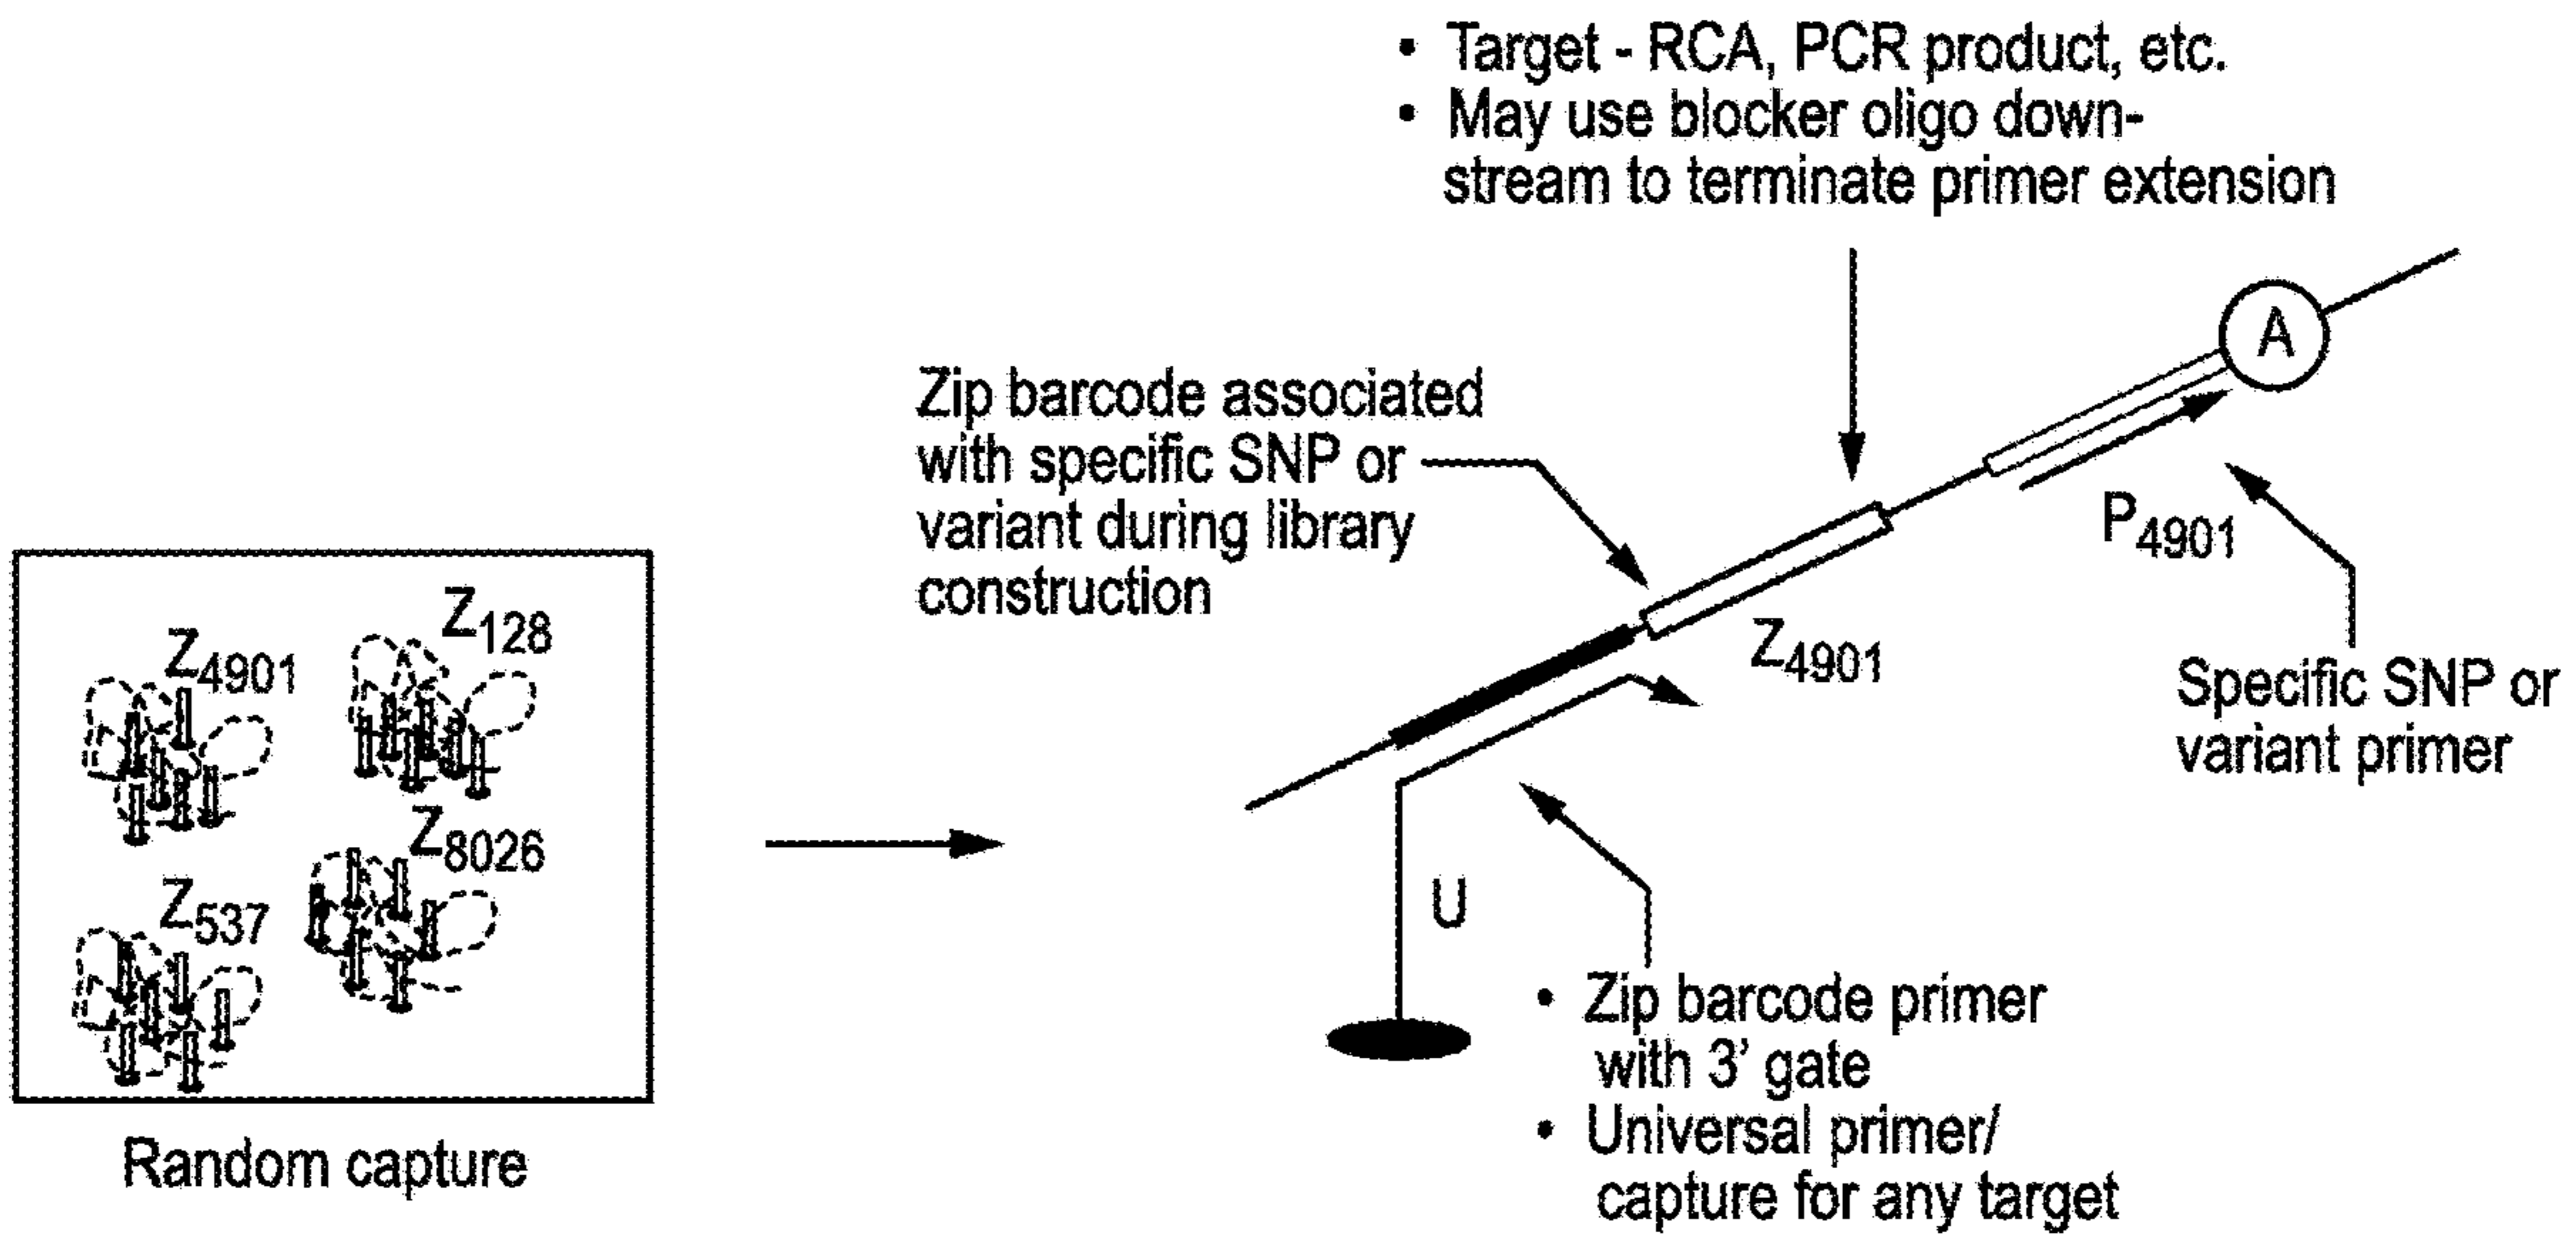 • Target - RCA, PCR product, etc.
• May use blocker oligo down-
stream to terminate primer extension
A
Zip barcode associated
with specific SNP or
variant during library
construction
P4901
Z4901
Specific SNP or
variant primer
Z128
Z4901
Z8026
Z537
U
• Zip barcode primer
with 3' gate
• Universal primer/
capture for any target
Random capture